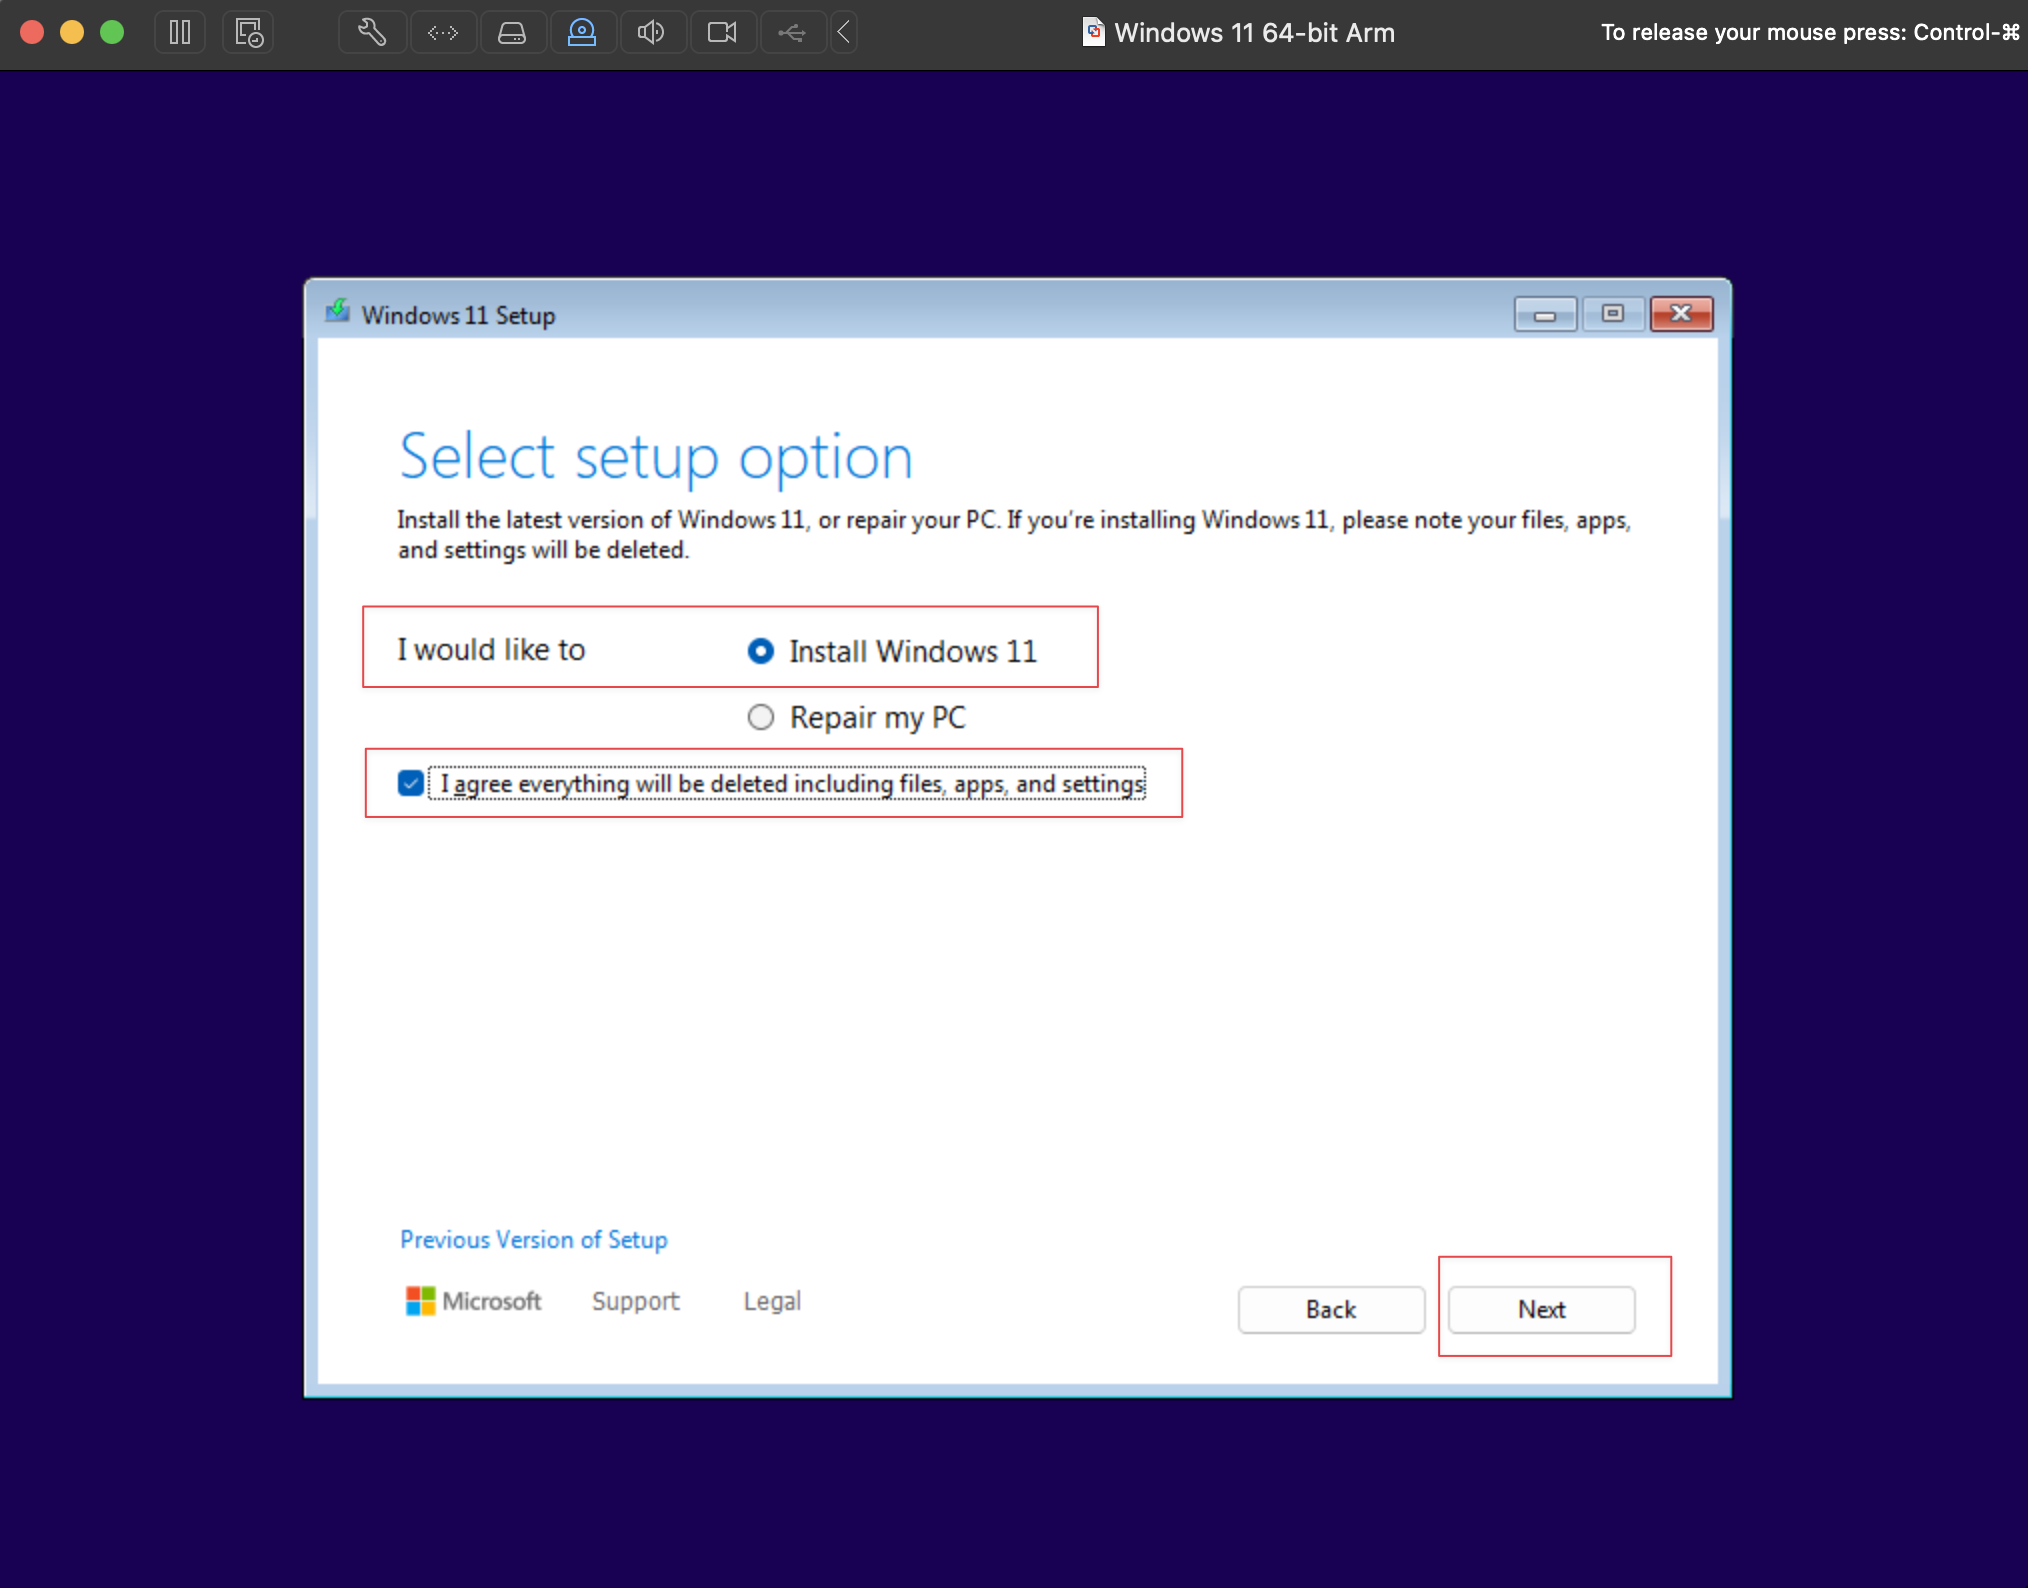 Windows 11 64-bit Arm
To release your mouse press: Control-⌘
Windows 11 Setup
Select setup option
Install the latest version of Windows 11, or repair your PC. If you're installing Windows 11, please note your files, apps,
and settings will be deleted.
I would like to
Install Windows 11
Repair my PC
I agree everything will be deleted including files, apps, and settings
Previous Version of Setup
Microsoft
Support
Legal
Back
Next